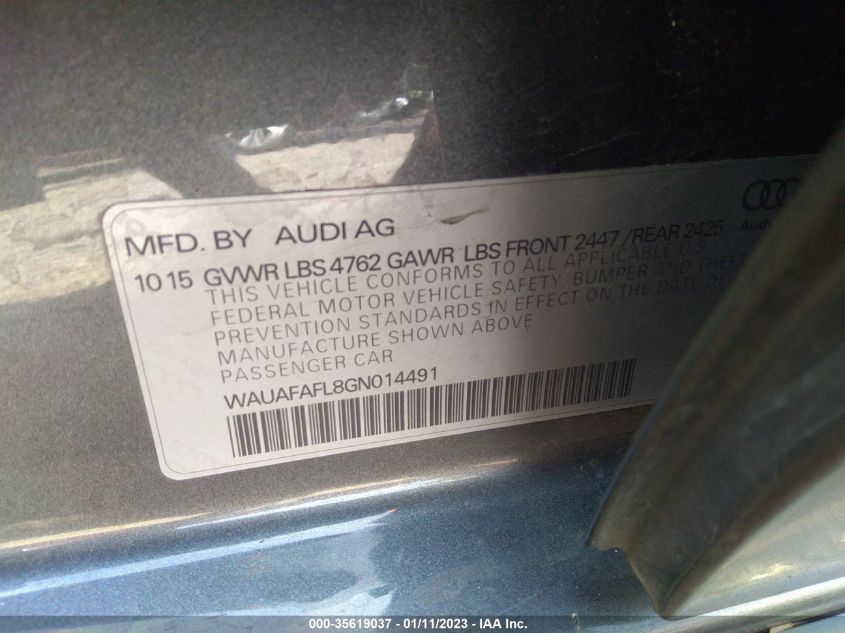 MFD. BY AUDI AG
10 15 GVWR LBS 4762 GAWR LBS FRONT 2447 / REAR 2425
THIS VEHICLE CONFORMS TO ALL APPLICABLE U.S.
FEDERAL MOTOR VEHICLE SAFETY, BUMPER AND THEFT
PREVENTION STANDARDS IN EFFECT ON THE DATE OF
MANUFACTURE SHOWN ABOVE
PASSENGER CAR
WAUAFAFL8GN014491
Audi
000-35619037 - 01/11/2023 - IAA Inc.